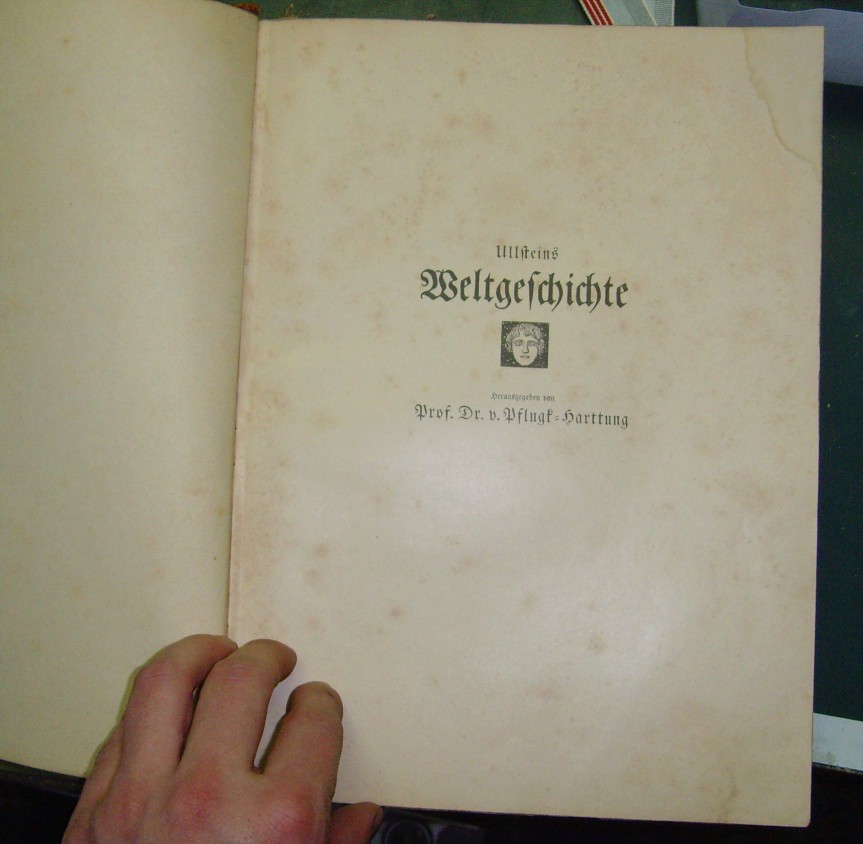 Ullſteins
Weltgeſchichte
Herausgegeben von
Prof. Dr. v. Pflugk-Harttung